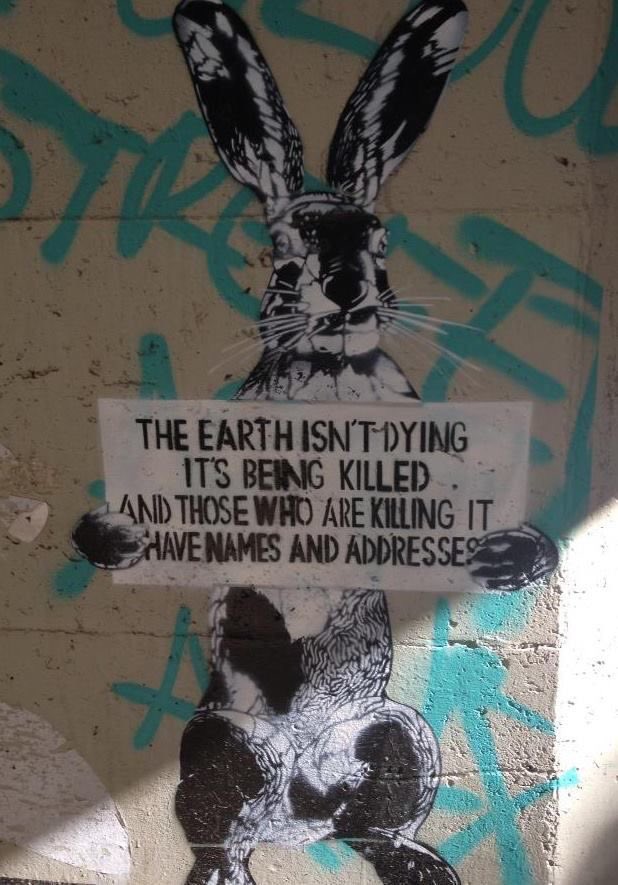 THE EARTH ISN'T DYING
IT'S BEING KILLED.
AND THOSE WHO ARE KILLING IT
HAVE NAMES AND ADDRESSES